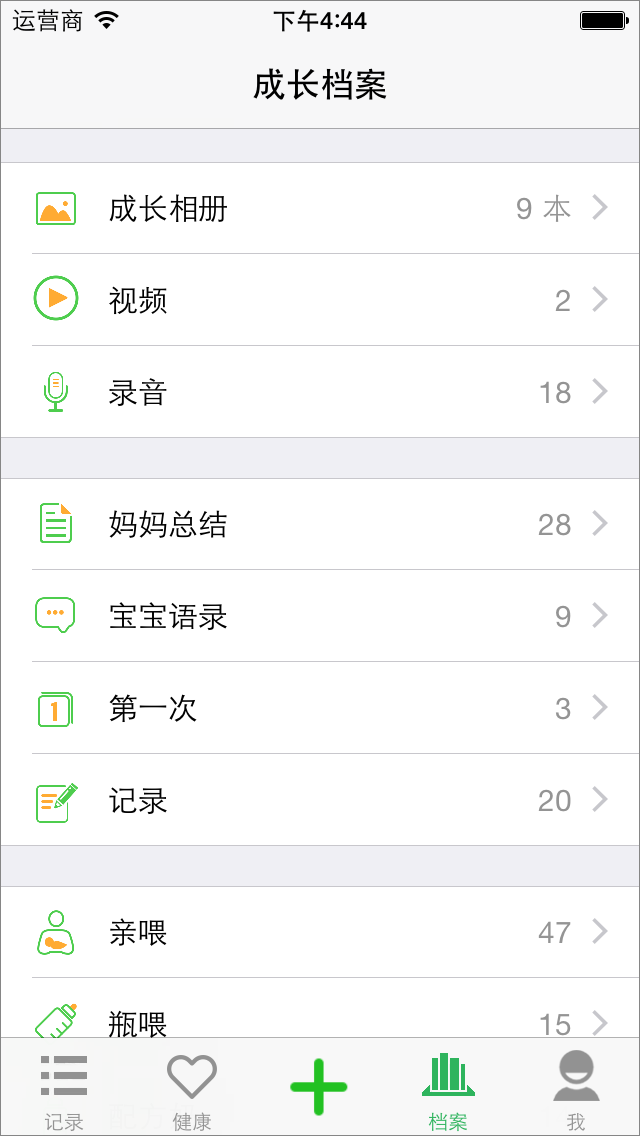 运营商 下午4:44
成长档案
成长相册 9 本
视频 2
录音 18
妈妈总结 28
宝宝语录 9
第一次 3
1
记录 20
亲喂 47
瓶喂 15
记录 健康 档案 我